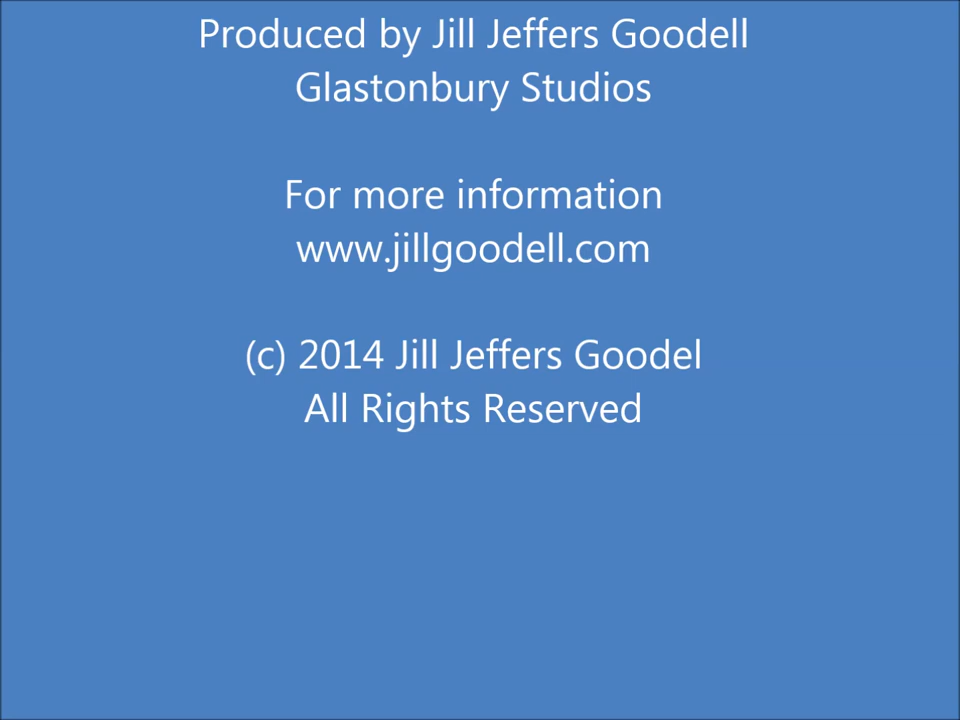 Produced by Jill Jeffers Goodell
Glastonbury Studios
For more information
www.jillgoodell.com
(c) 2014 Jill Jeffers Goodel
All Rights Reserved